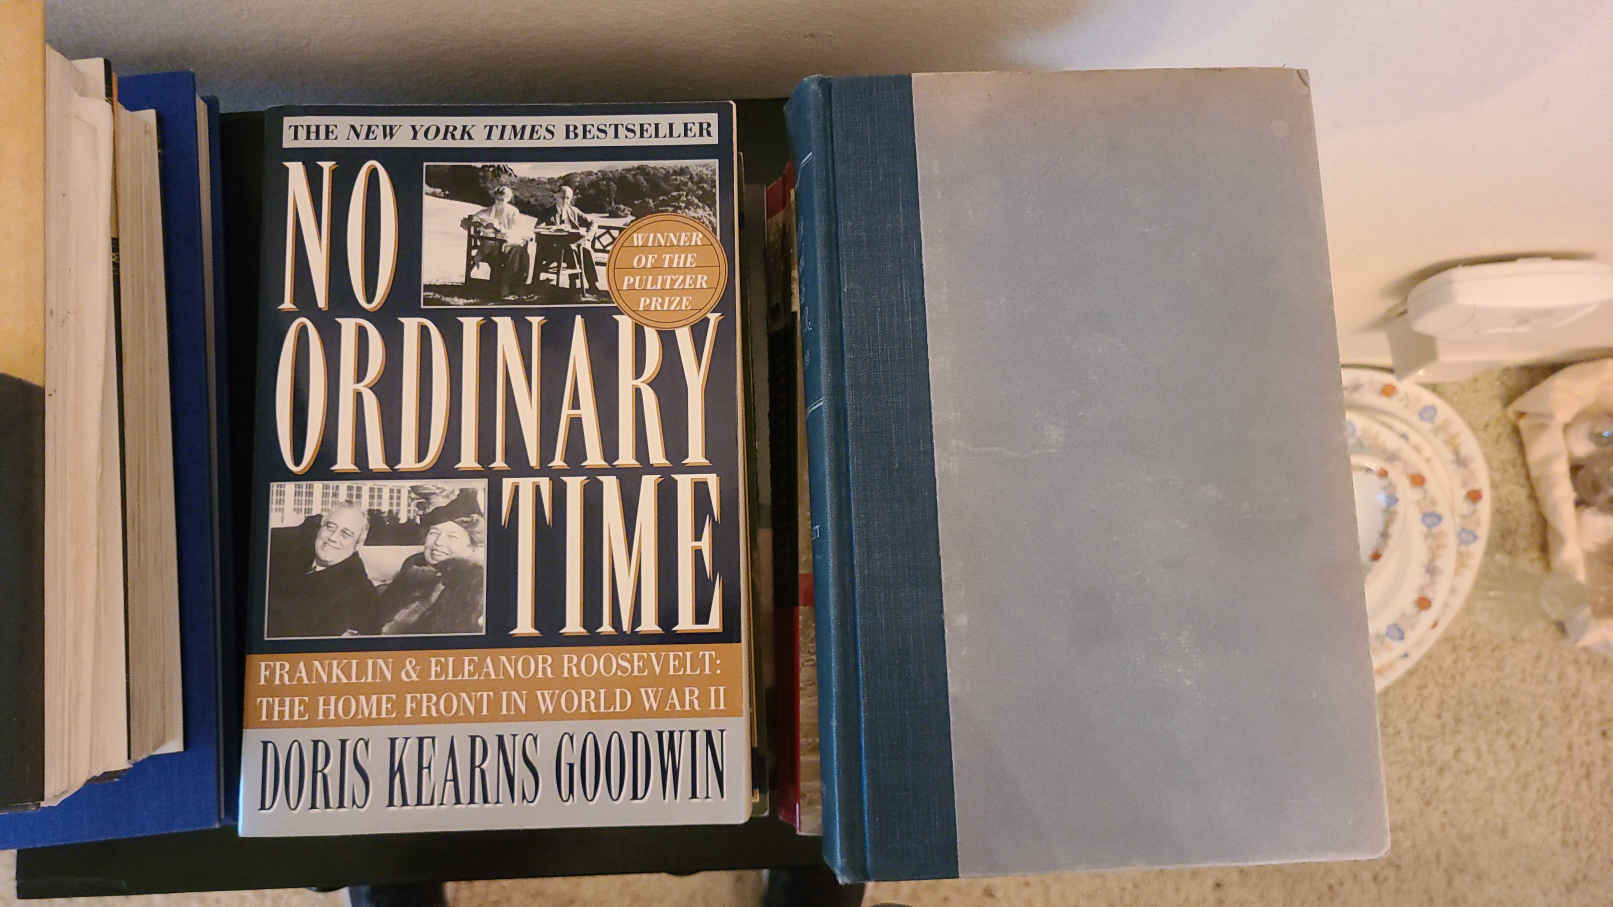 THE NEW YORK TIMES BESTSELLER
NO
WINNER
OF THE
PULITZER
PRIZE
ORDINARY
TIME
FRANKLIN & ELEANOR ROOSEVELT:
THE HOME FRONT IN WORLD WAR II
DORIS KEARNS GOODWIN